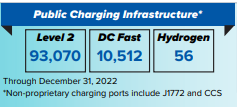 Public Charging Infrastructure*
Level 2 DC Fast Hydrogen
93,070 10,512 56
Through December 31, 2022
*Non-proprietary charging ports include J1772 and CCS